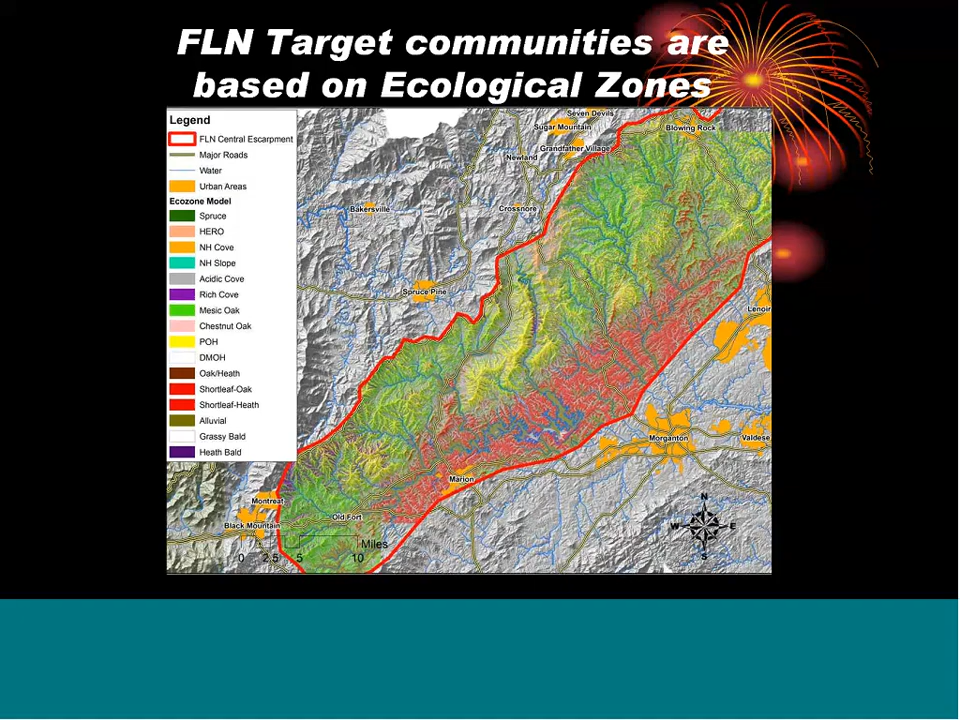 FLN Target communities are
based on Ecological Zones
Legend
FLN Central Escarpment
Major Roads
Water
Urban Areas
Ecozone Model
Spruce
HERO
NH Cove
NH Slope
Acidic Cove
Rich Cove
Mesic Oak
Chestnut Oak
POH
DMOH
Oak/Heath
Shortleaf-Oak
Shortleaf-Heath
Alluvial
Grassy Bald
Heath Bald
Seven Devils
Sugar Mountain
Blowing Rock
Grandfather Village
Newland
Bakersville
Crossnore
Spruce Pine
Lenoir
Morganton
Valdese
Marion
Montreat
Old Fort
Black Mountain
N
W E
S
Miles
0 2.5 5 10